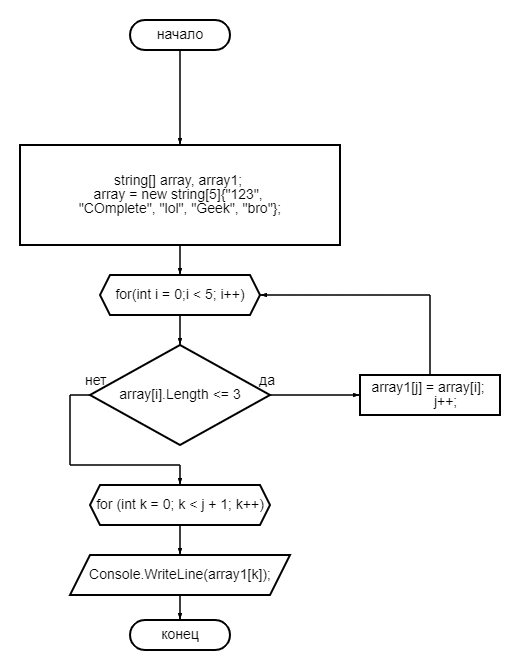 начало
string[] array, array1;
array = new string[5]{"123",
"COmplete", "lol", "Geek", "bro"};
for(int i = 0;i < 5; i++)
нет
да
array[i].Length <= 3
array1[j] = array[i];
j++;
for (int k = 0; k < j + 1; k++)
Console.WriteLine(array1[k]);
конец